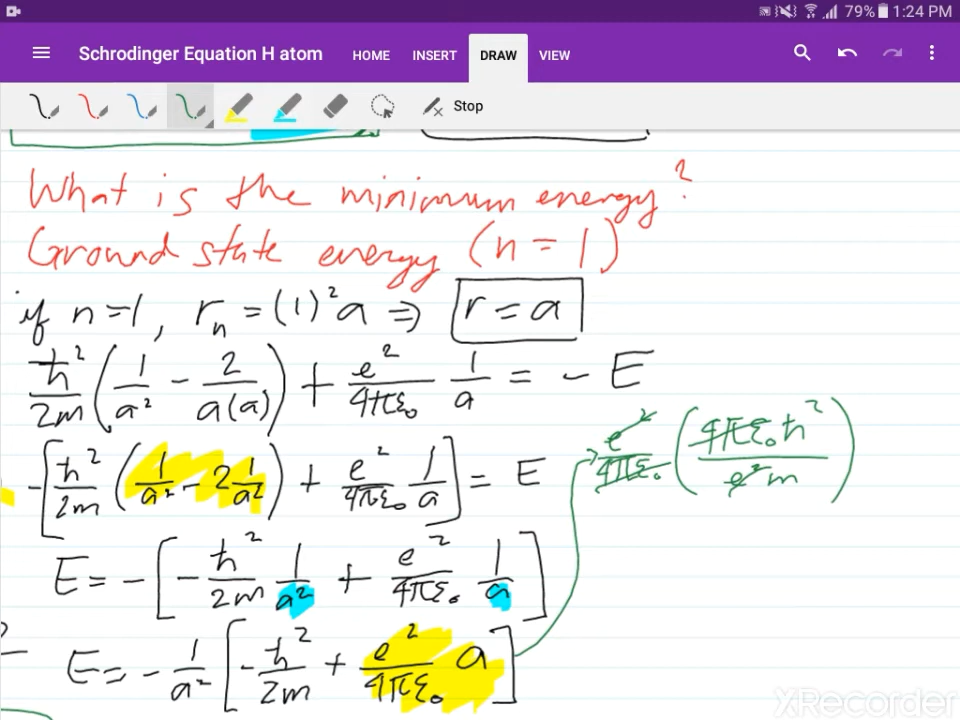 79% 1:24 PM
Schrodinger Equation H atom HOME INSERT DRAW VIEW
Stop
What is the minimum energy?
Ground state energy (n = 1)
if n=1, rₙ = (1)² a ⇒ r = a
ħ²/2m (1/a² - 2/a(a)) + e²/4πε₀ 1/a = - E
-[ħ²/2m (1/a² - 2 1/a²) + e²/4πε₀ 1/a] = E
e²/4πε₀ (4πε₀ħ²/e²m)
E = -[-ħ²/2m 1/a² + e²/4πε₀ 1/a]
E = - 1/a² [-ħ²/2m + e²/4πε₀ a]
XRecorder